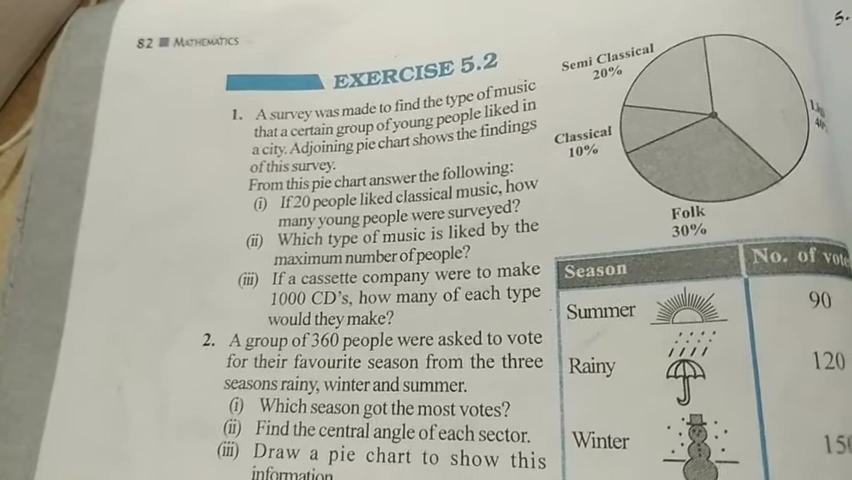 82 ■ MATHEMATICS
5.
EXERCISE 5.2
1. A survey was made to find the type of music
that a certain group of young people liked in
a city. Adjoining pie chart shows the findings
of this survey.
From this pie chart answer the following:
(i) If 20 people liked classical music, how
many young people were surveyed?
(ii) Which type of music is liked by the
maximum number of people?
(iii) If a cassette company were to make
1000 CD's, how many of each type
would they make?
2. A group of 360 people were asked to vote
for their favourite season from the three
seasons rainy, winter and summer.
(i) Which season got the most votes?
(ii) Find the central angle of each sector.
(iii) Draw a pie chart to show this
information.
Semi Classical
20%
Classical
10%
Folk
30%
Season No. of
Summer 90
Rainy 120
Winter